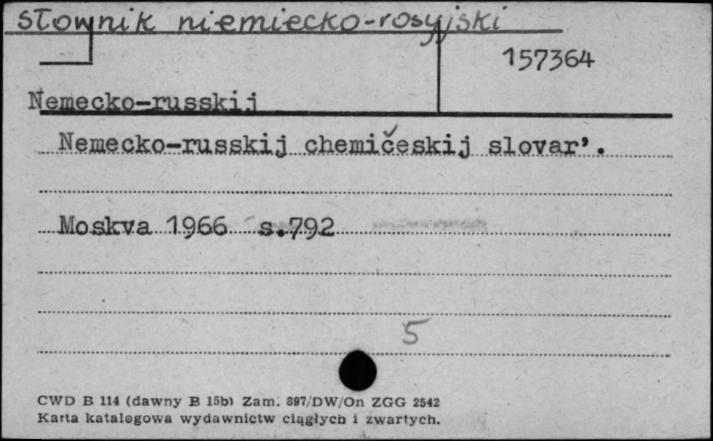 słownik niemiecko-rosyjski
157364
Nemecko-russkij
Nemecko-russkij chemičeskij slovar’.
Moskva 1966 s.792
5
CWD B 114 (dawny B 15b) Zam. 897/DW/On ZGG 2542
Karta katalogowa wydawnictw ciągłych i zwartych.